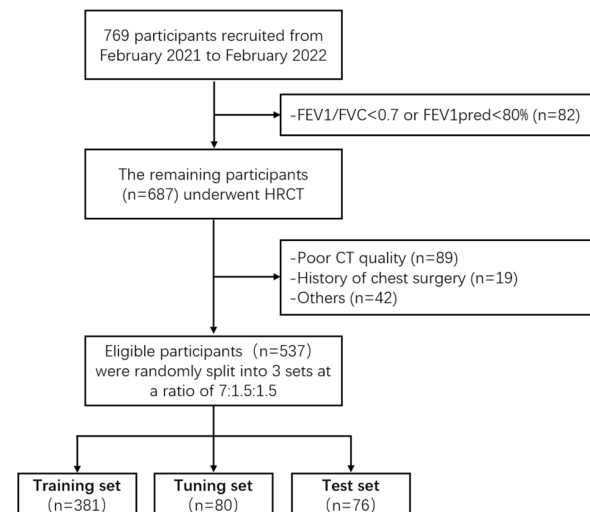 769 participants recruited from
February 2021 to February 2022
-FEV1/FVC<0.7 or FEV1pred<80% (n=82)
The remaining participants
(n=687) underwent HRCT
-Poor CT quality (n=89)
-History of chest surgery (n=19)
-Others (n=42)
Eligible participants（n=537）
were randomly split into 3 sets at
a ratio of 7:1.5:1.5
Training set
(n=381)
Tuning set
(n=80)
Test set
(n=76)